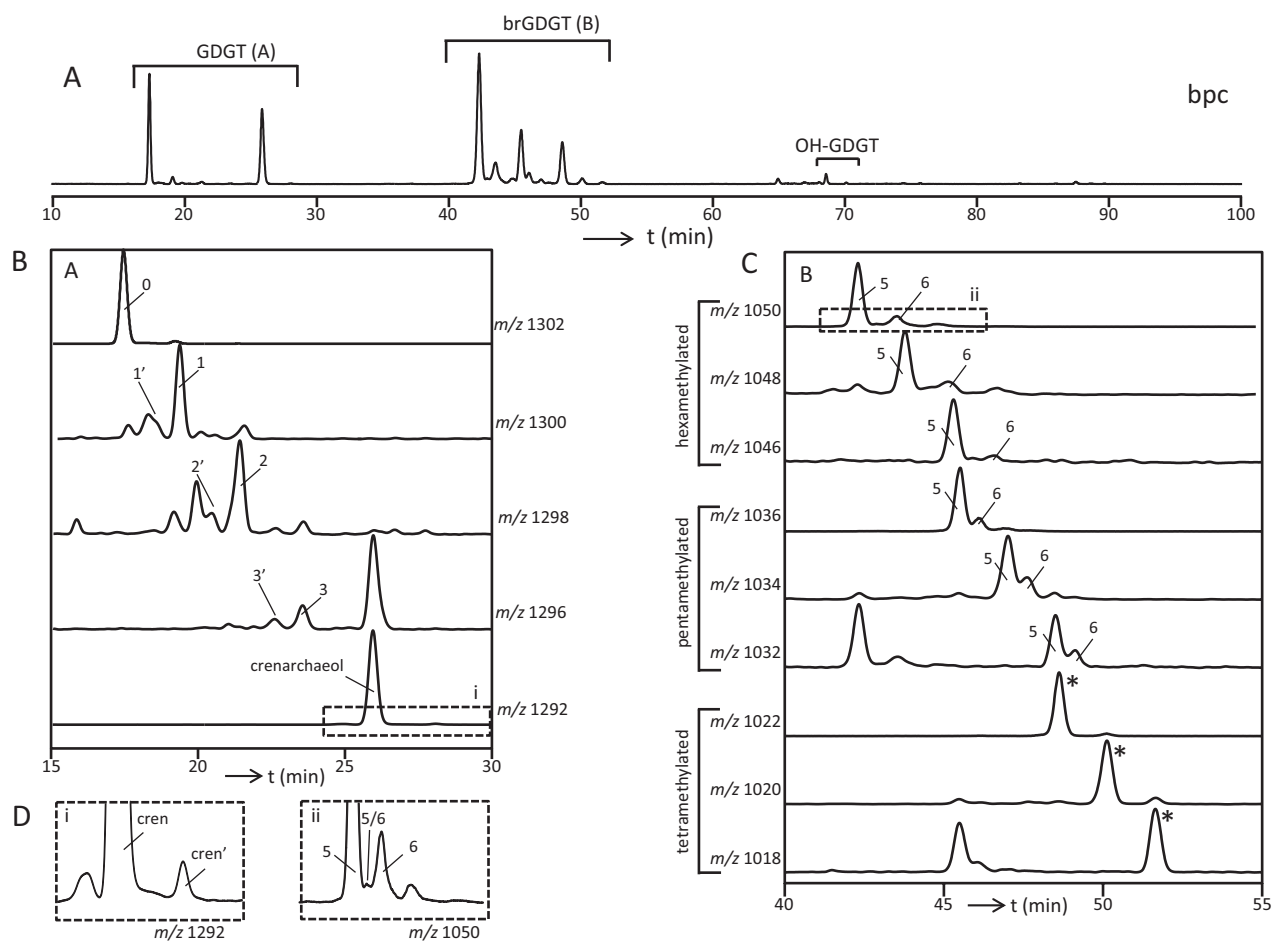 A
GDGT (A)
brGDGT (B)
bpc
OH-GDGT
10 20 30 40 50 60 70 80 90 100
t (min)
B
A
0
m/z 1302
1'
1
m/z 1300
2'
2
m/z 1298
3'
3
m/z 1296
crenarchaeol
i
m/z 1292
15 20 25 30
t (min)
C
B
hexamethylated
m/z 1050
5
6
ii
m/z 1048
5
6
m/z 1046
5
6
pentamethylated
m/z 1036
5
6
m/z 1034
5
6
m/z 1032
5
6
tetramethylated
m/z 1022
*
m/z 1020
*
m/z 1018
*
40 45 50 55
t (min)
D
i
cren
cren'
m/z 1292
ii
5
5/6
6
m/z 1050